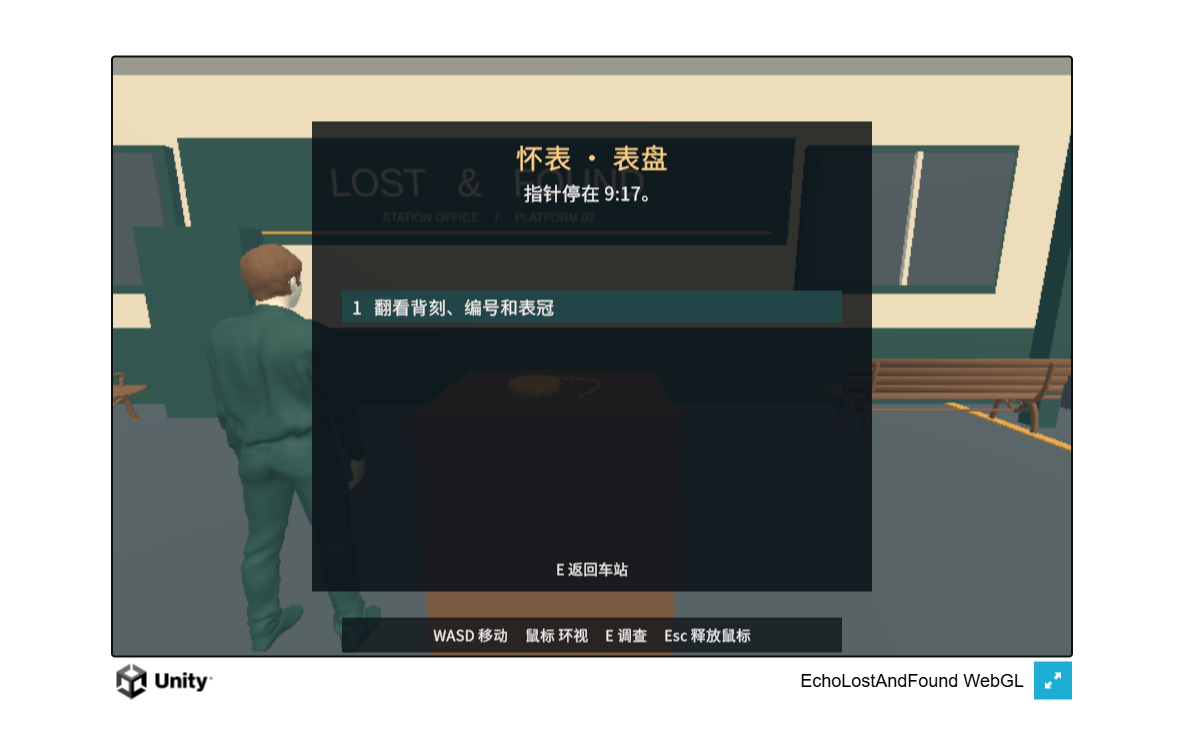 怀表 · 表盘
LOST & FOUND
指针停在 9:17。
STATION OFFICE / PLATFORM 02
1 翻看背刻、编号和表冠
E 返回车站
WASD 移动 鼠标 环视 E 调查 Esc 释放鼠标
Unity
EchoLostAndFound WebGL